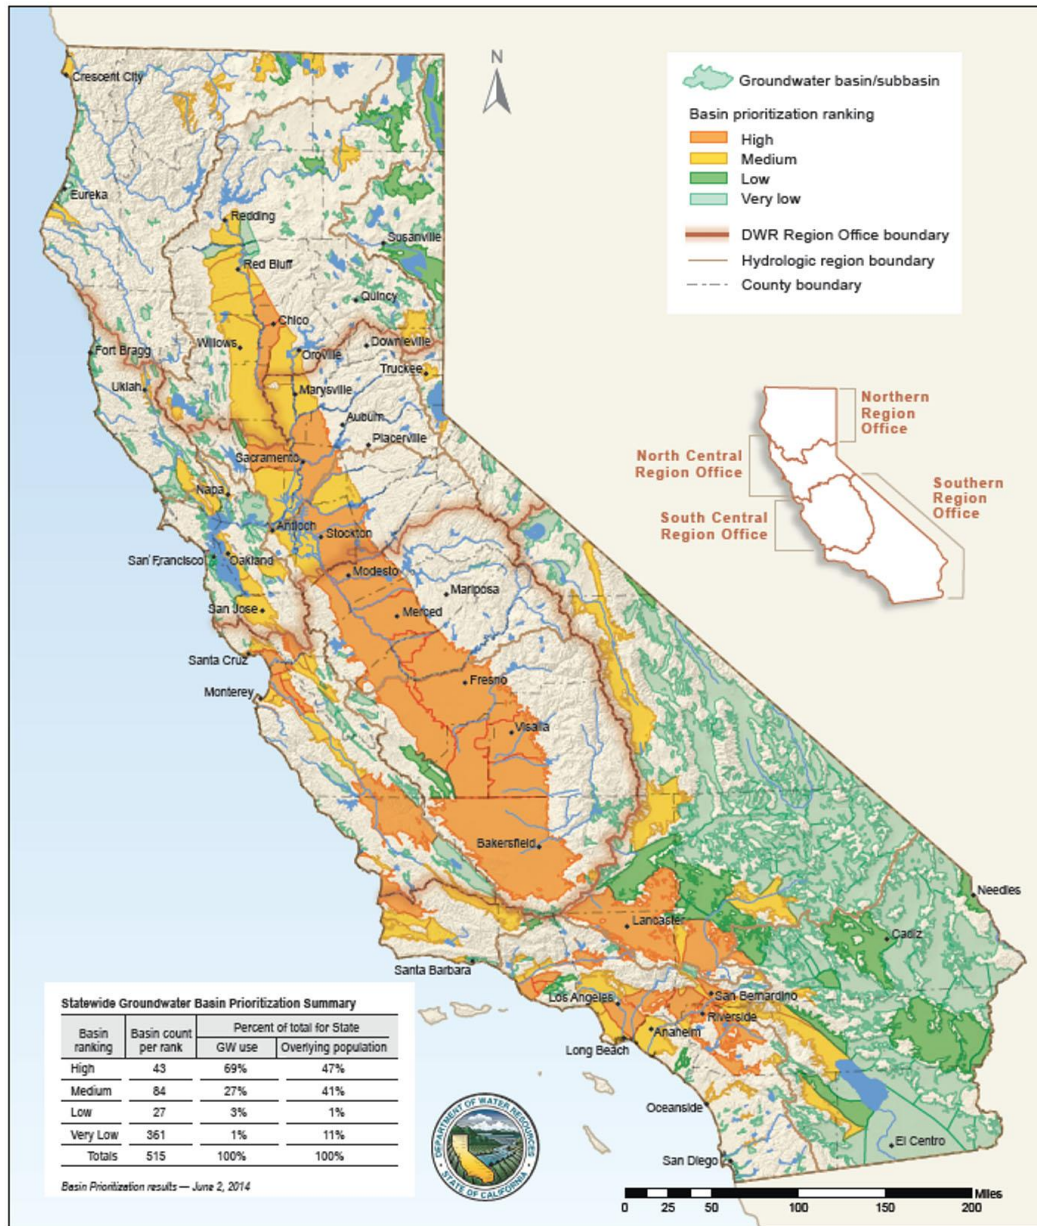 N
Groundwater basin/subbasin
Basin prioritization ranking
High
Medium
Low
Very low
DWR Region Office boundary
Hydrologic region boundary
County boundary
Crescent City
Eureka
Redding
Susanville
Red Bluff
Quincy
Chico
Willows
Fort Bragg
Oroville
Downieville
Truckee
Ukiah
Marysville
Auburn
Placerville
Sacramento
Napa
Antioch
Stockton
San Francisco
Oakland
Modesto
Mariposa
San Jose
Merced
Santa Cruz
Fresno
Monterey
Visalia
Bakersfield
Needles
Lancaster
Cadiz
Santa Barbara
Los Angeles
San Bernardino
Riverside
Anaheim
Long Beach
Oceanside
El Centro
San Diego
Northern
Region
Office
North Central
Region Office
South Central
Region Office
Southern
Region
Office
Statewide Groundwater Basin Prioritization Summary
Basin ranking Basin count per rank Percent of total for State
GW use Overlying population
High 43 69% 47%
Medium 84 27% 41%
Low 27 3% 1%
Very Low 361 1% 11%
Totals 515 100% 100%
Basin Prioritization results — June 2, 2014
DEPARTMENT OF WATER RESOURCES
STATE OF CALIFORNIA
Miles
0 25 50 100 150 200